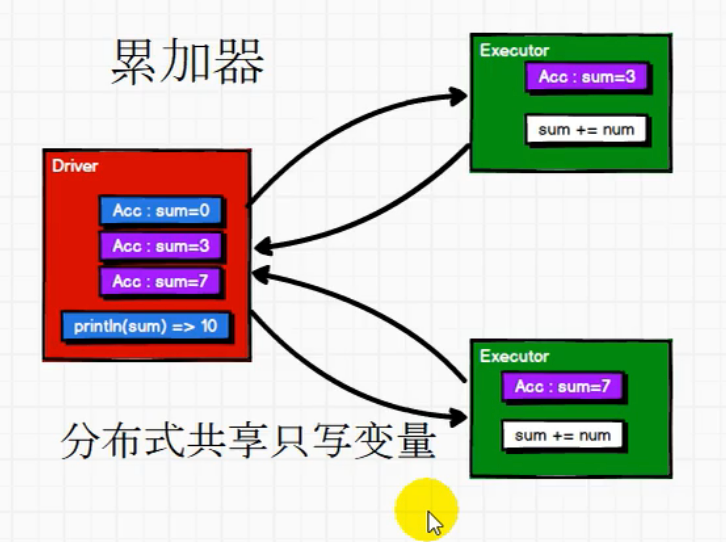 累加器
Driver
Acc : sum=0
Acc : sum=3
Acc : sum=7
println(sum) => 10
Executor
Acc : sum=3
sum += num
Executor
Acc : sum=7
sum += num
分布式共享只写变量